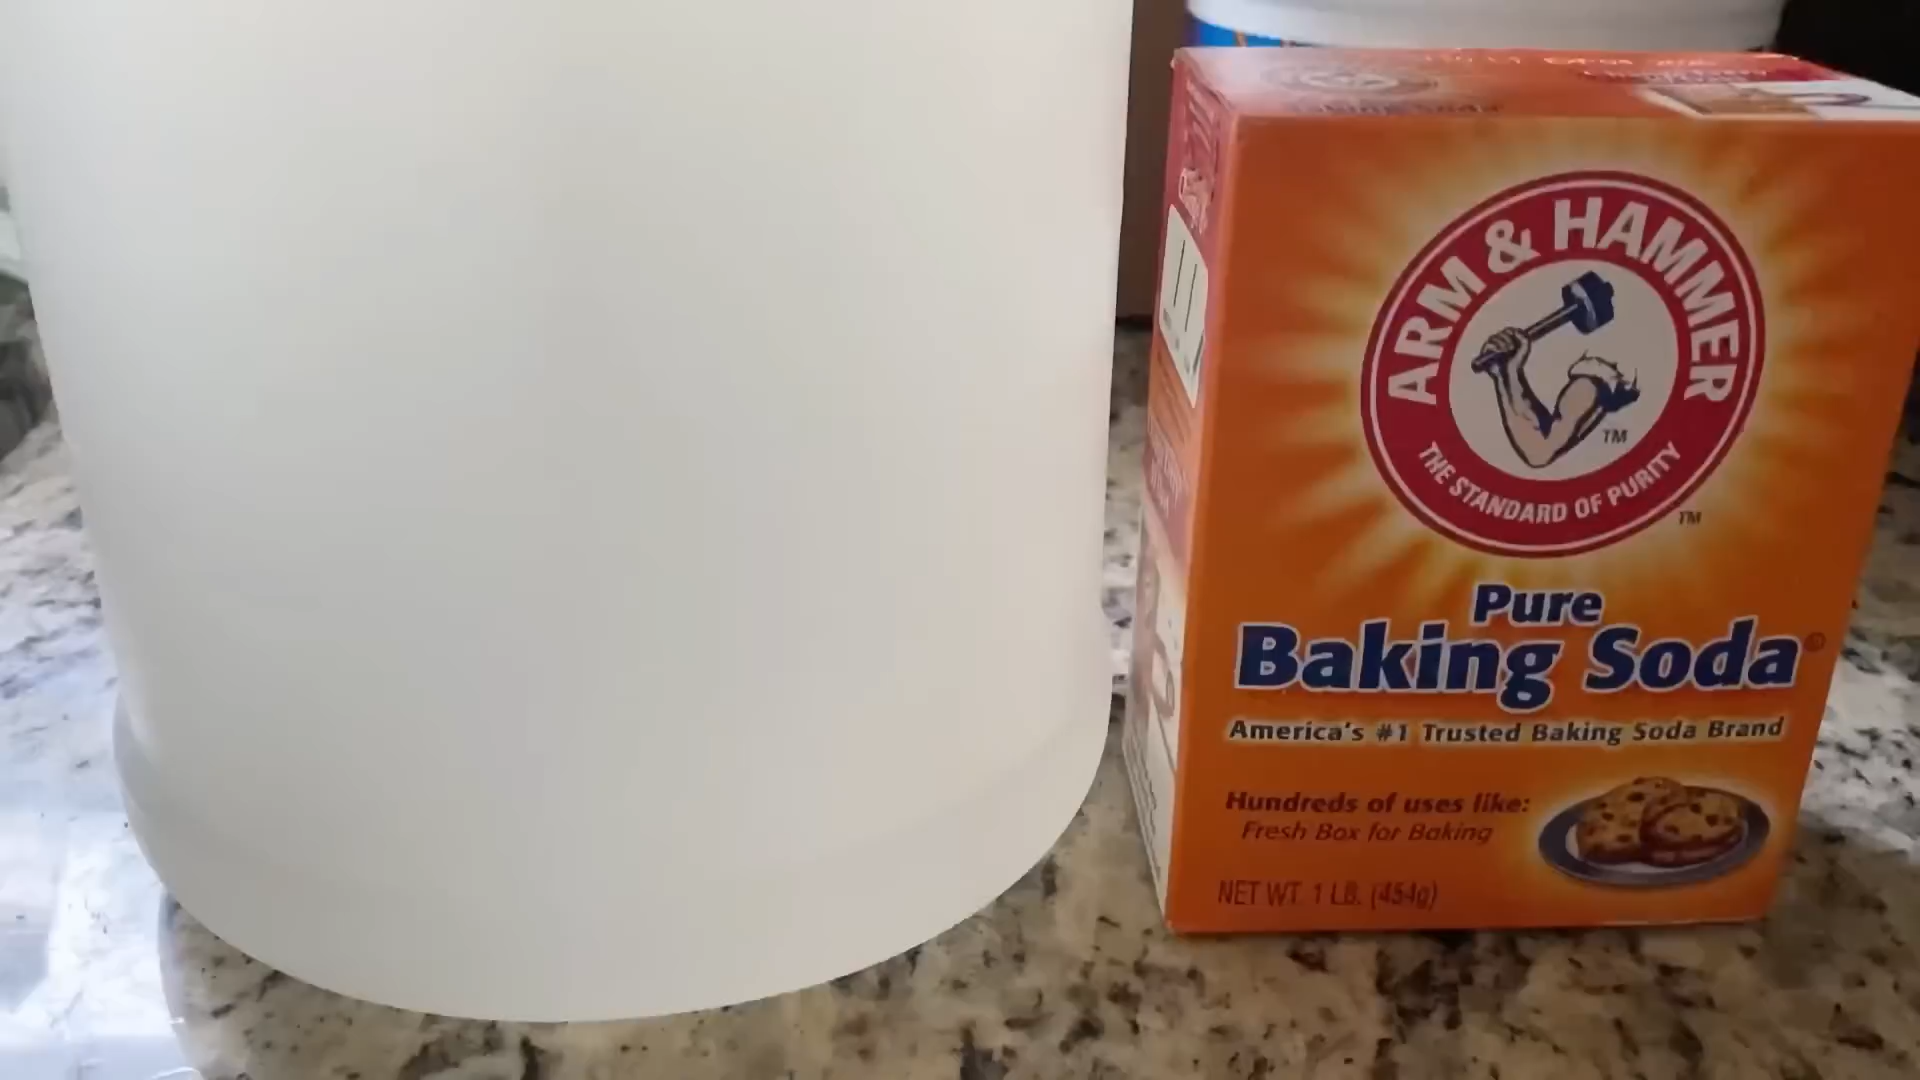 ARM & HAMMER
TM
THE STANDARD OF PURITY
TM
Pure
Baking Soda®
America's #1 Trusted Baking Soda Brand
Hundreds of uses like:
Fresh Box for Baking
NET WT. 1 LB. (454g)